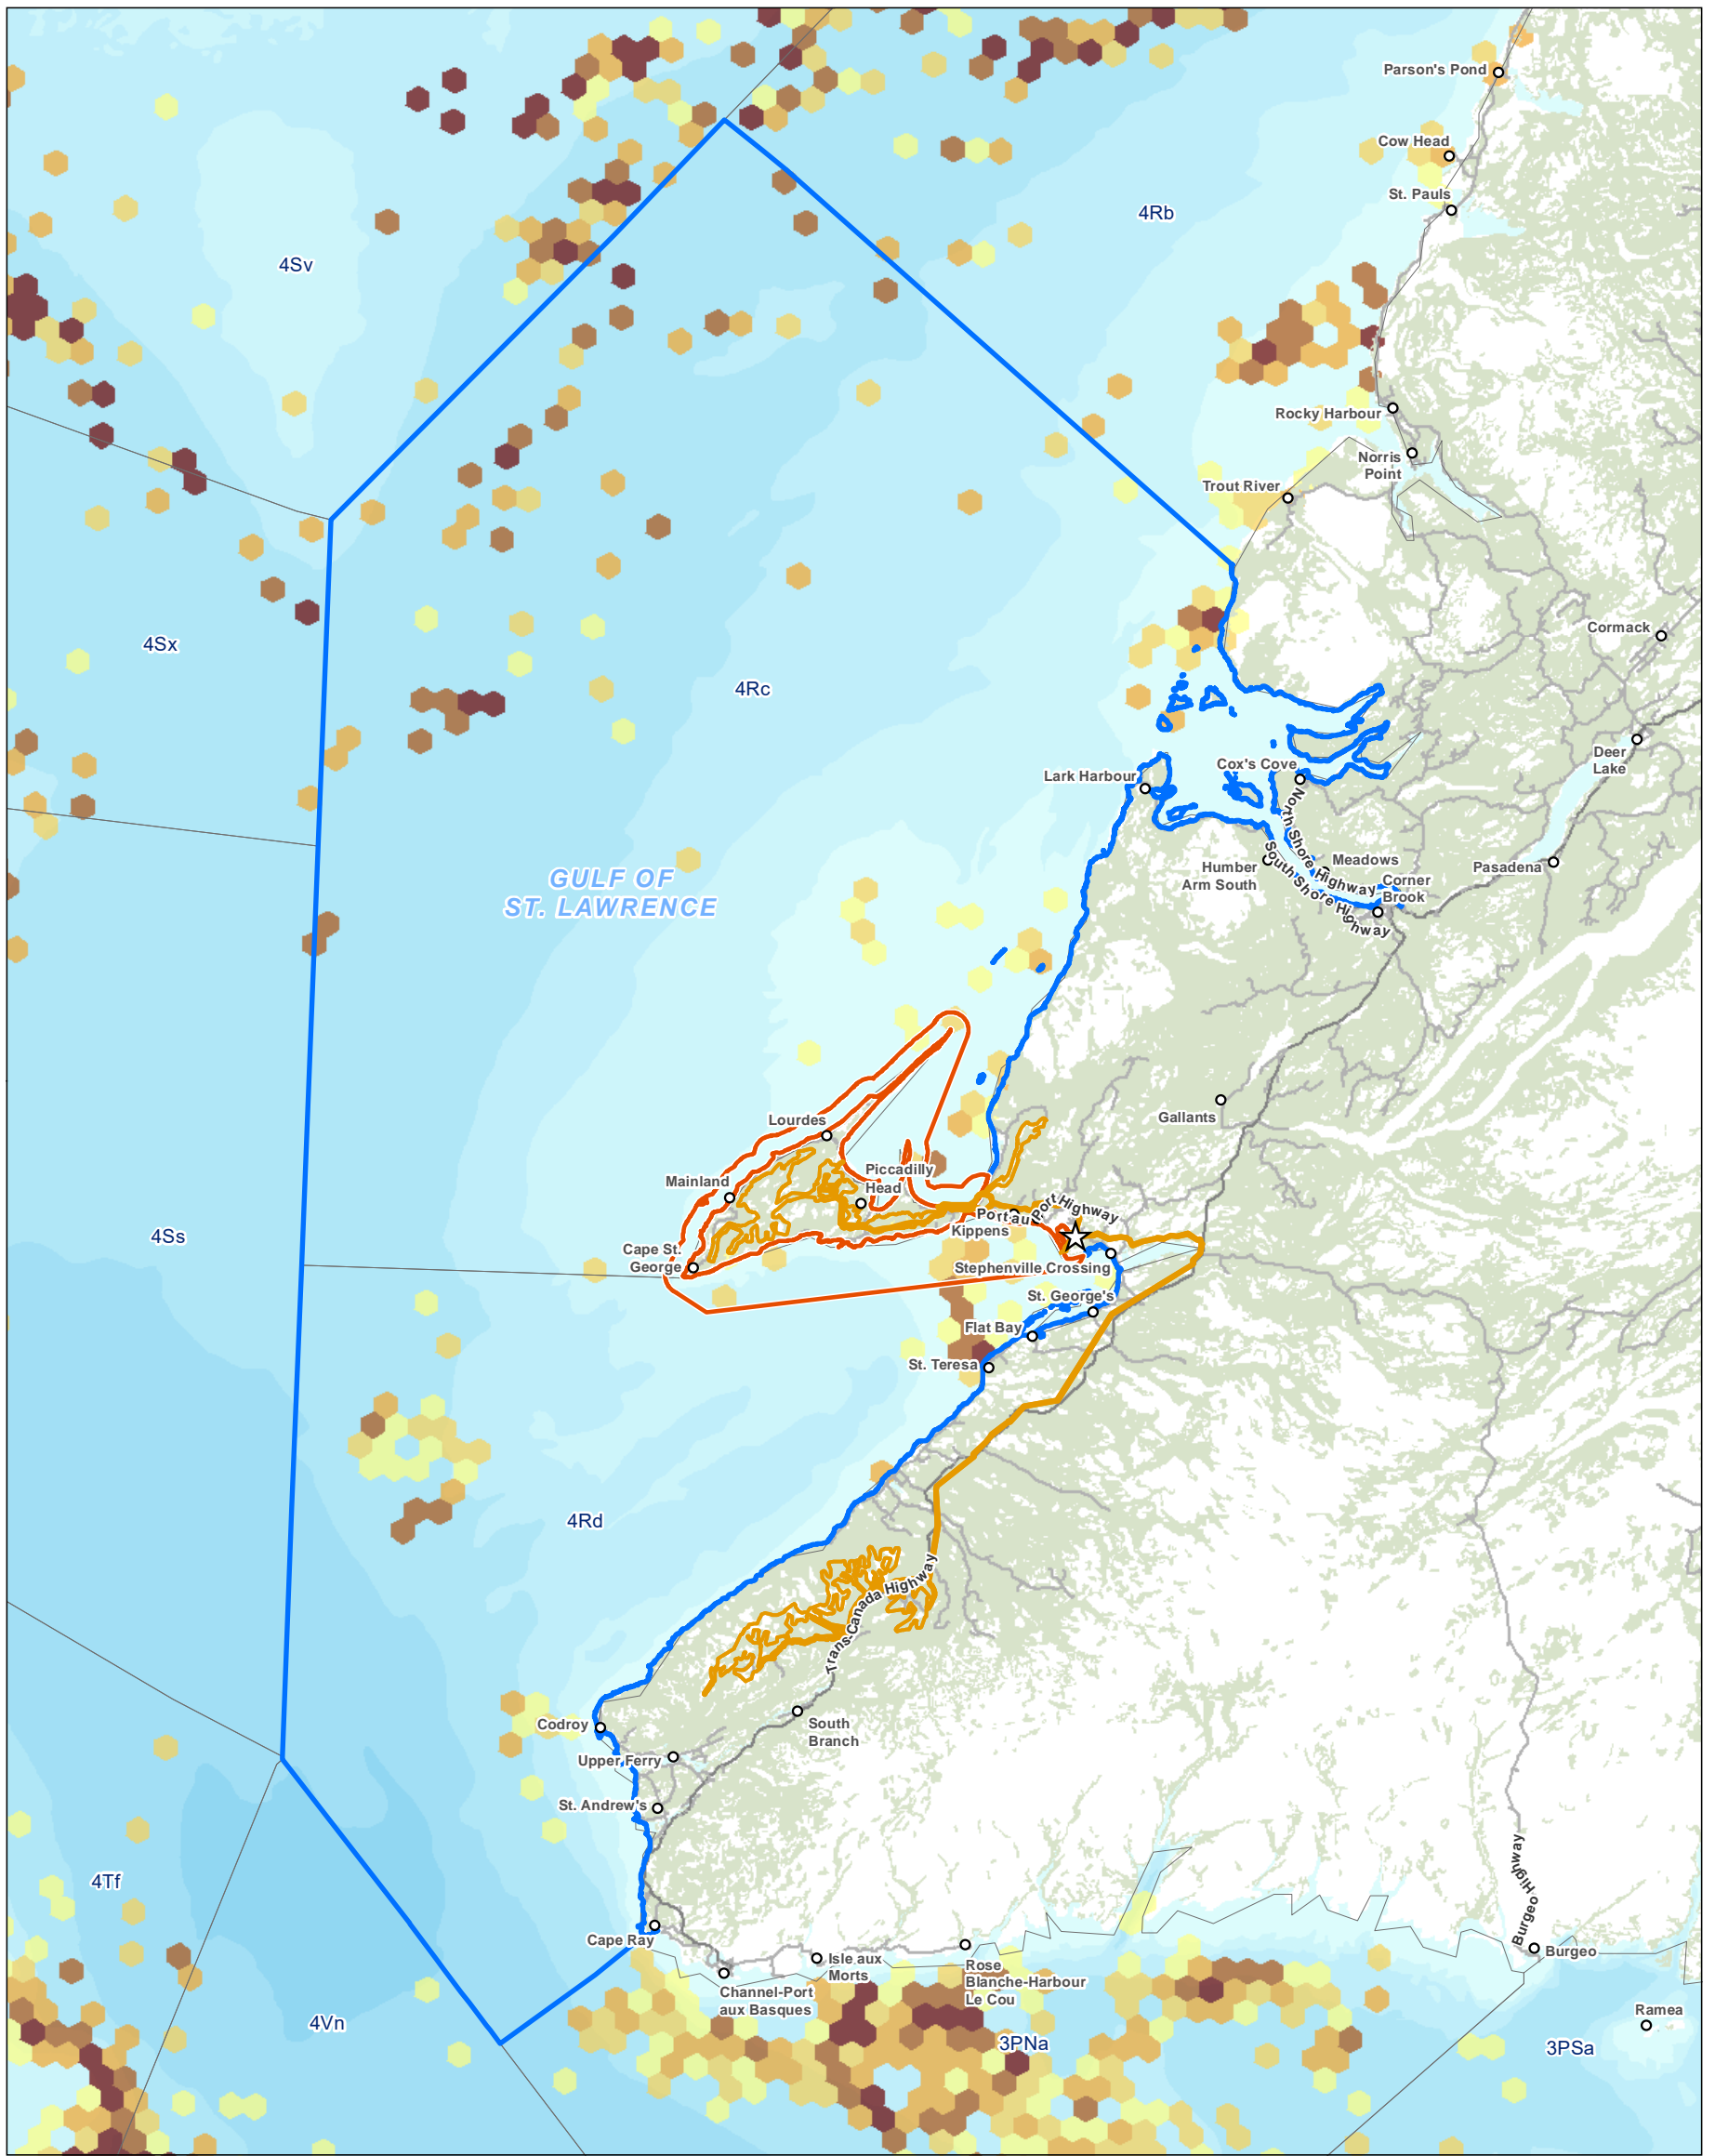 Parson's Pond
Cow Head
St. Pauls
4Rb
4Sv
Rocky Harbour
Norris
Point
Trout River
Cormack
4Sx
4Rc
Deer
Lake
Cox's Cove
Lark Harbour
North Shore Highway
Meadows
Humber
Arm South
South Shore Highway
Corner
Brook
Pasadena
GULF OF
ST. LAWRENCE
Gallants
Lourdes
Piccadilly
Head
Mainland
Port au Port Highway
Kippens
4Ss
Cape St.
George
Stephenville Crossing
St. George's
Flat Bay
St. Teresa
4Rd
Trans-Canada Highway
Codroy
South
Branch
Upper Ferry
St. Andrew's
4Tf
Burgeo Highway
Cape Ray
Isle aux
Morts
Rose
Blanche-Harbour
Le Cou
Burgeo
Channel-Port
aux Basques
Ramea
4Vn
3PNa
3PSa